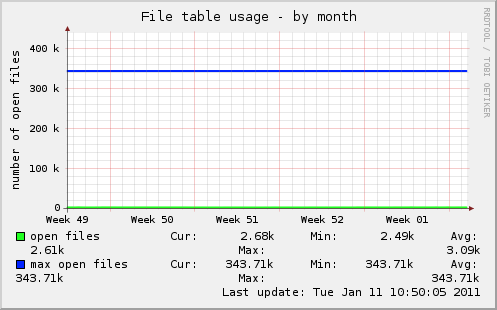 File table usage - by month
RRDTOOL / TOBI OETIKER
number of open files
400 k
300 k
200 k
100 k
0
Week 49 Week 50 Week 51 Week 52 Week 01
open files Cur: 2.68k Min: 2.49k Avg:
2.61k Max: 3.09k
max open files Cur: 343.71k Min: 343.71k Avg:
343.71k Max: 343.71k
Last update: Tue Jan 11 10:50:05 2011